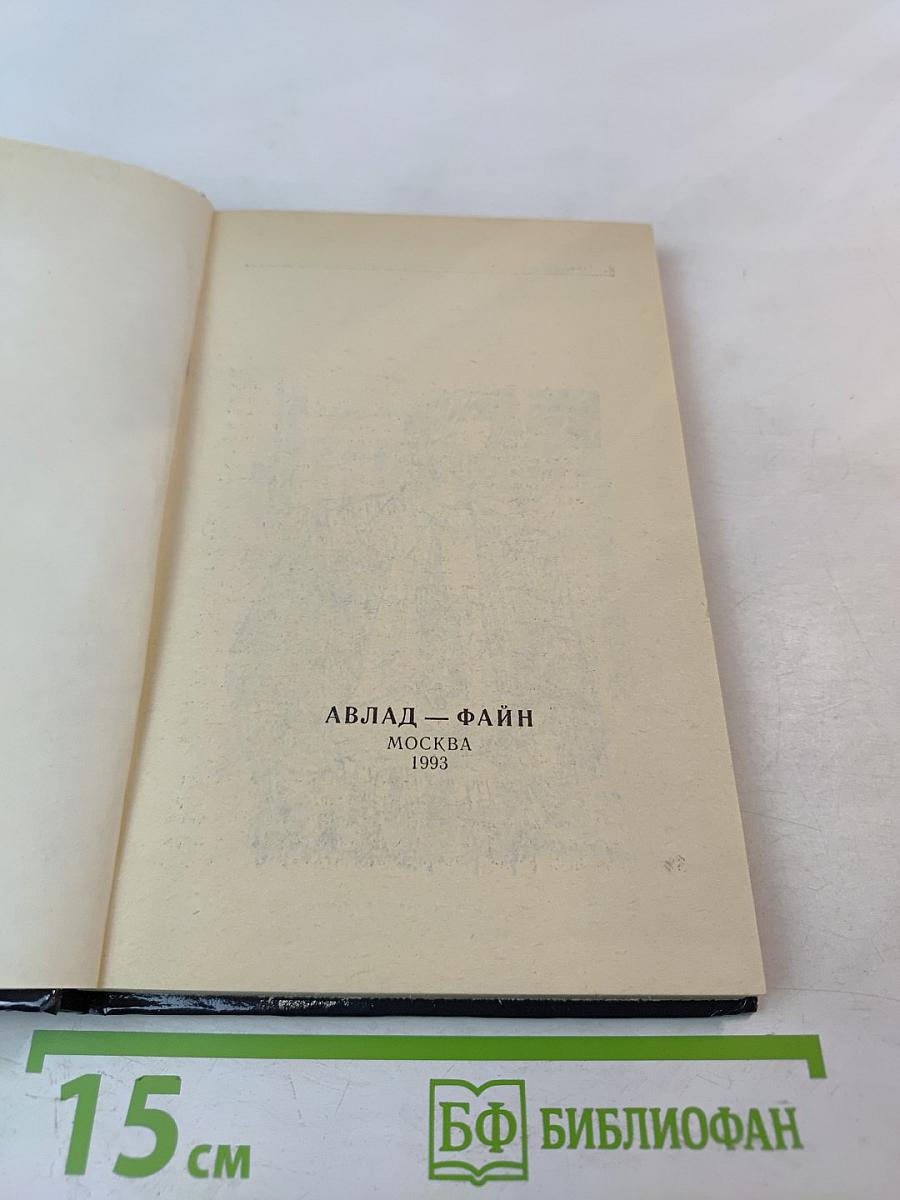 АВЛАД — ФАЙН
МОСКВА
1993
15 см
БФ БИБЛИОФАН